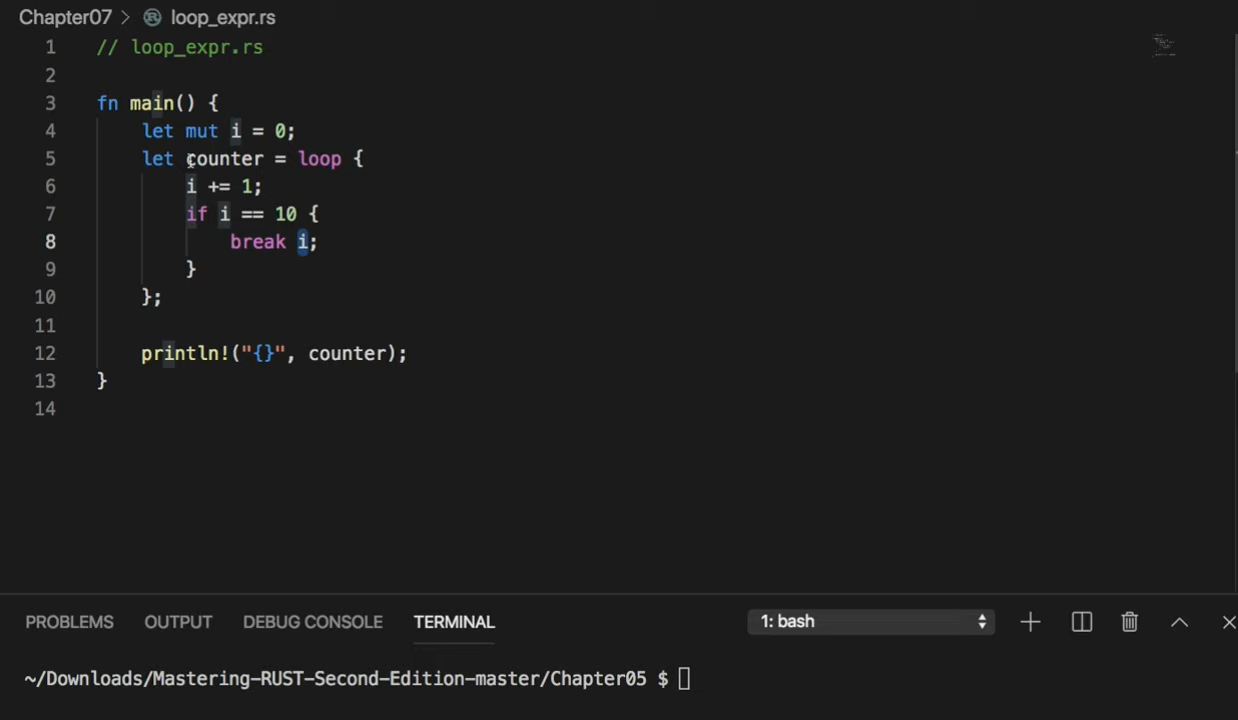 Chapter07 > loop_expr.rs
1 // loop_expr.rs
2
3 fn main() {
4     let mut i = 0;
5     let counter = loop {
6         i += 1;
7         if i == 10 {
8             break i;
9         }
10     };
11
12     println!("{}", counter);
13 }
14
PROBLEMS OUTPUT DEBUG CONSOLE TERMINAL 1: bash
~/Downloads/Mastering-RUST-Second-Edition-master/Chapter05 $